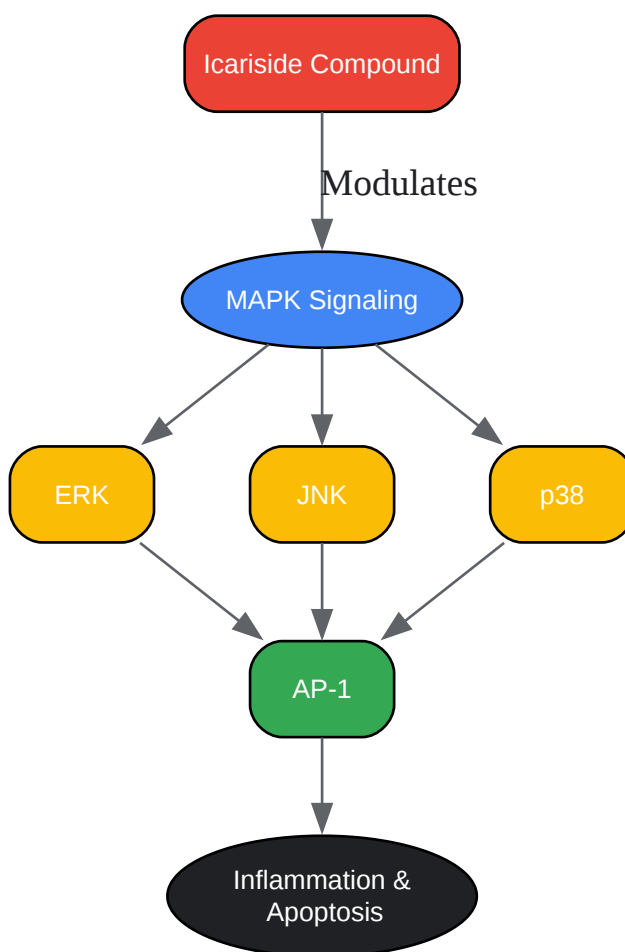 Icariside Compound
Modulates
MAPK Signaling
ERK
JNK
p38
AP-1
Inflammation &
Apoptosis